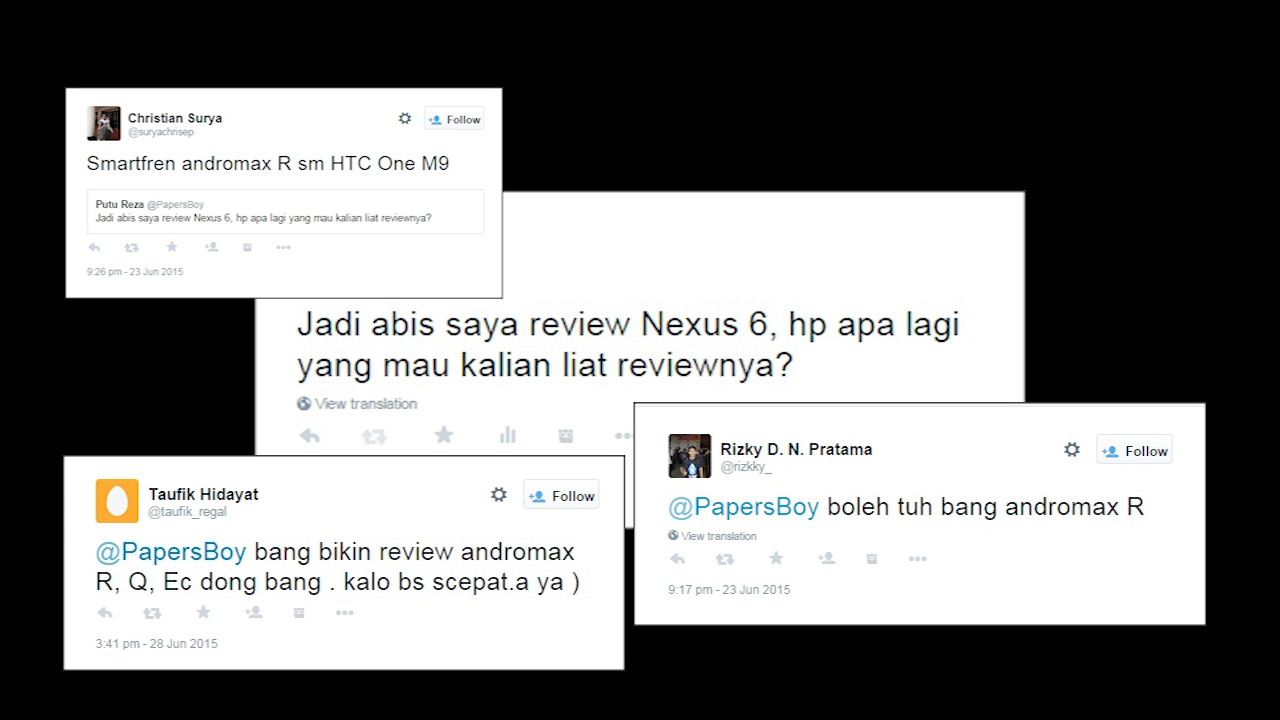 Christian Surya
@suryachrisep
Follow
Smartfren andromax R sm HTC One M9
Putu Reza @PapersBoy
Jadi abis saya review Nexus 6, hp apa lagi yang mau kalian liat reviewnya?
9:26 pm - 23 Jun 2015
Jadi abis saya review Nexus 6, hp apa lagi
yang mau kalian liat reviewnya?
View translation
Taufik Hidayat
@taufik_regal
Follow
@PapersBoy bang bikin review andromax
R, Q, Ec dong bang . kalo bs scepat.a ya )
3:41 pm - 28 Jun 2015
Rizky D. N. Pratama
@rizkky_
Follow
@PapersBoy boleh tuh bang andromax R
View translation
9:17 pm - 23 Jun 2015